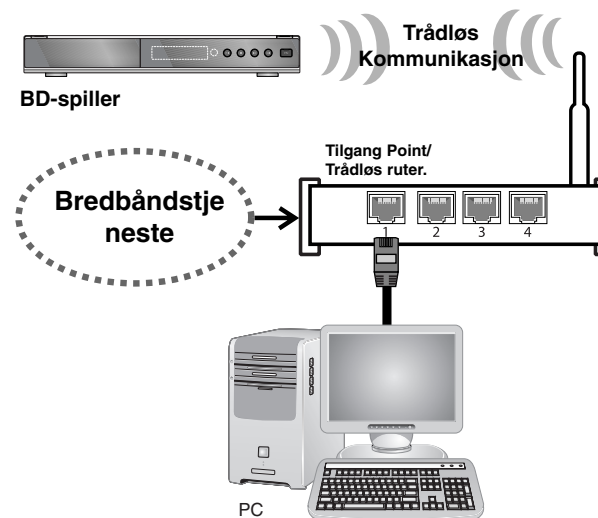 Trådløs
Kommunikasjon
BD-spiller
Tilgang Point/
Trådløs ruter.
Bredbåndstje
neste
1 2 3 4
PC